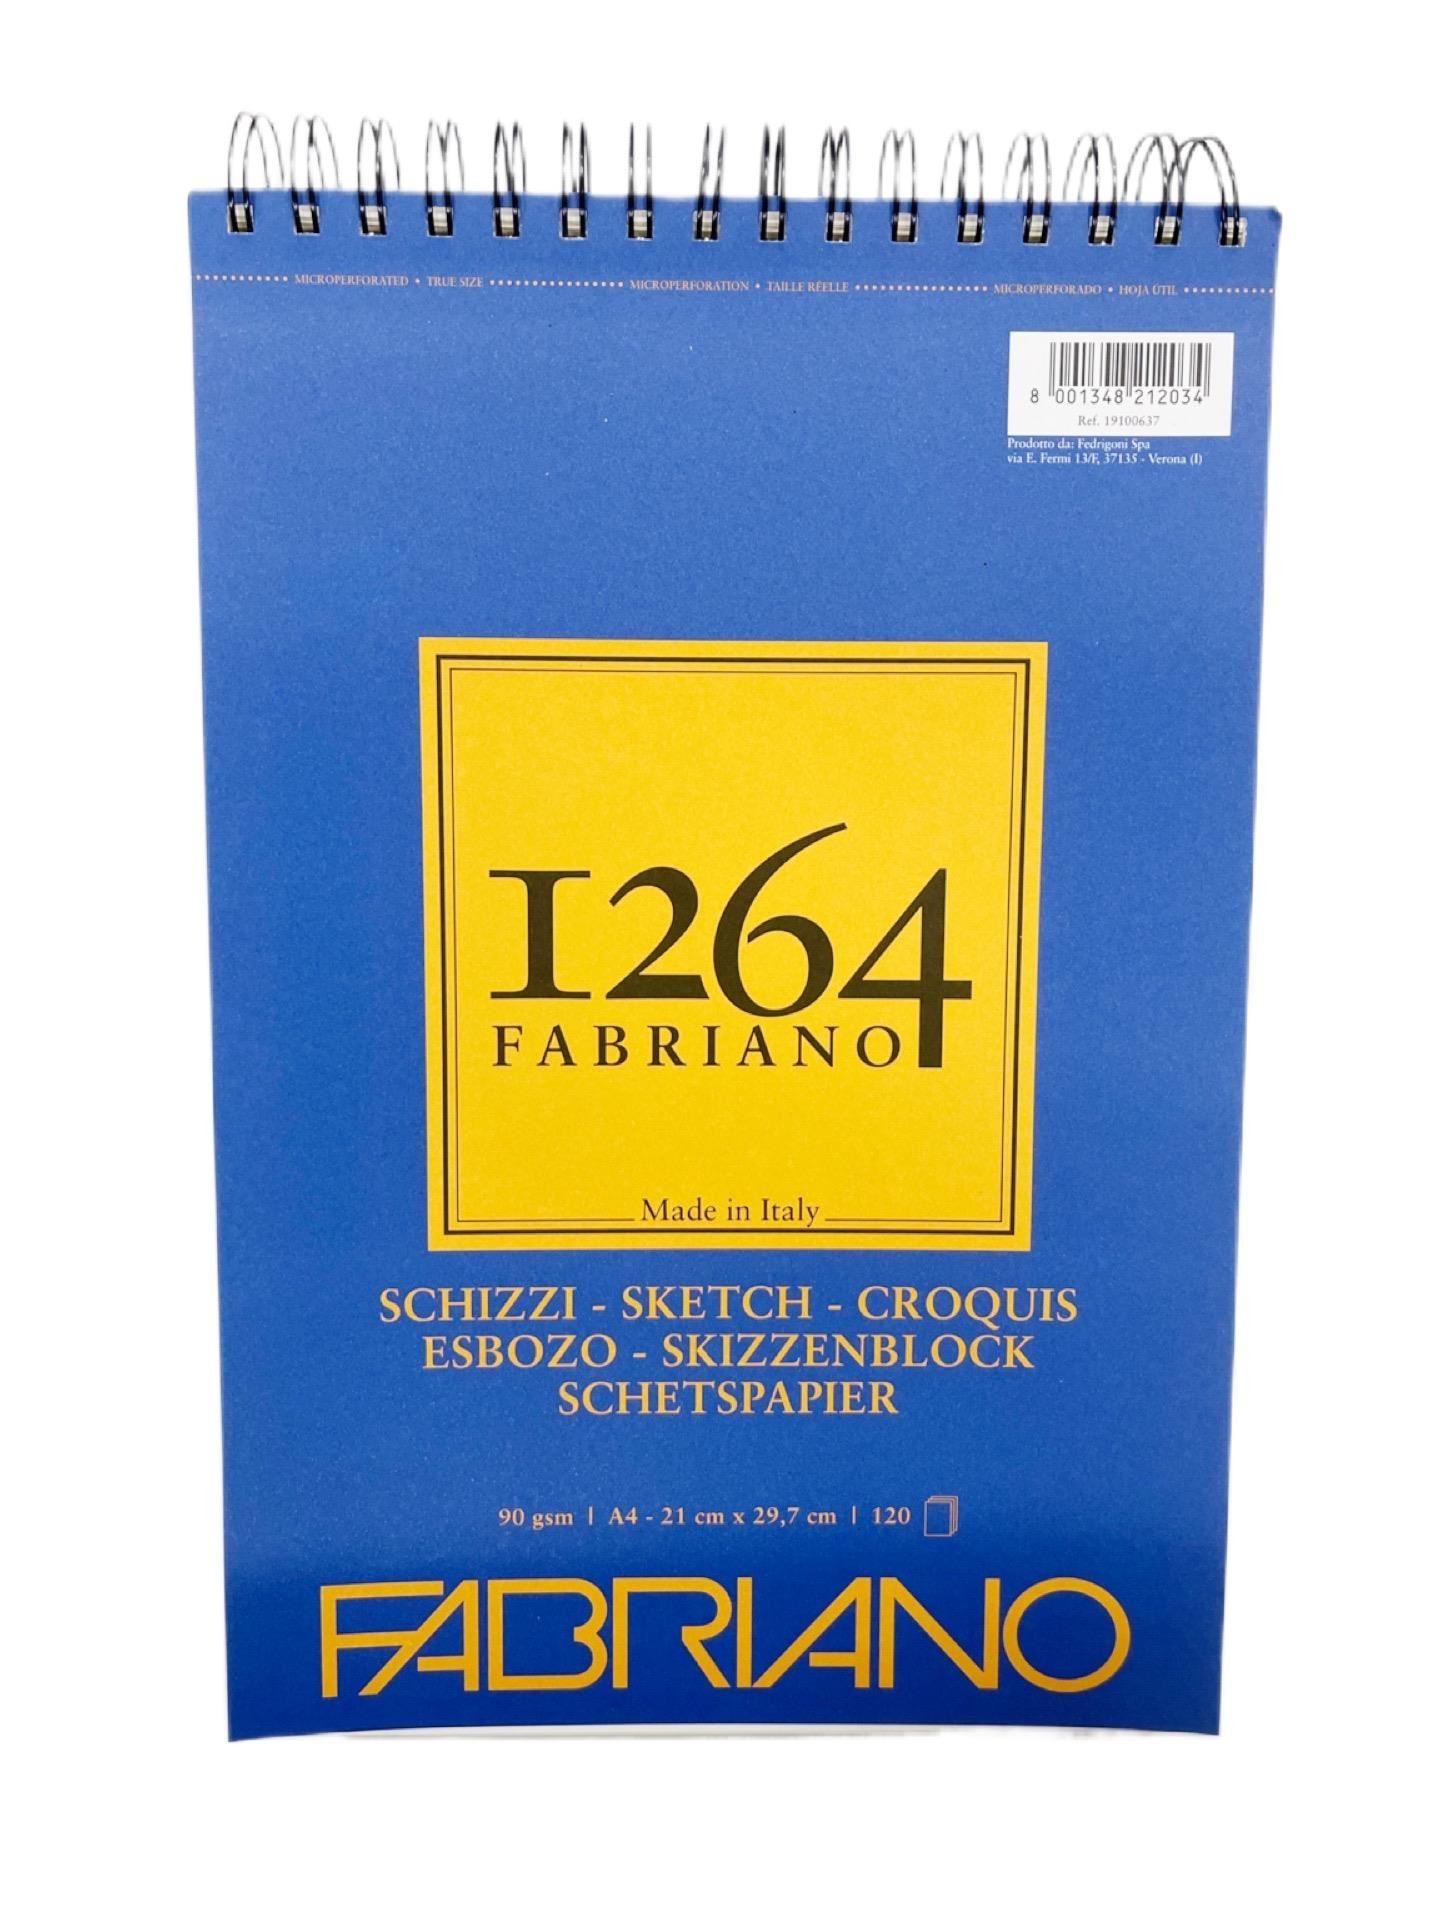 MICROPERFORATED • TRUE SIZE MICROPERFORATION • TAILLE RÉELLE MICROPERFORADO • HOJA ÚTIL
8 001348 212034
Ref. 19100637
Prodotto da: Fedrigoni Spa
via E. Fermi 13/F, 37135 - Verona (I)
1264
FABRIANO
Made in Italy
SCHIZZI - SKETCH - CROQUIS
ESBOZO - SKIZZENBLOCK
SCHETSPAPIER
90 gsm | A4 - 21 cm x 29,7 cm | 120
FABRIANO